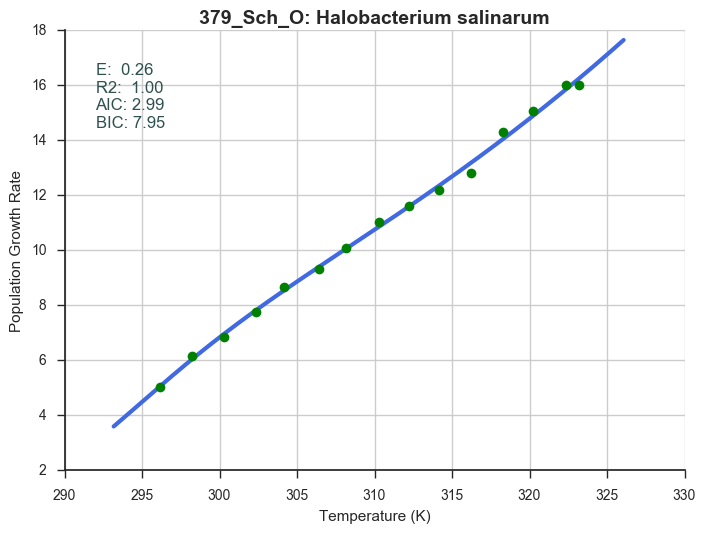 379_Sch_O: Halobacterium salinarum
18
16
14
12
10
8
6
4
2
E:  0.26
R2:  1.00
AIC: 2.99
BIC: 7.95
Population Growth Rate
290 295 300 305 310 315 320 325 330
Temperature (K)